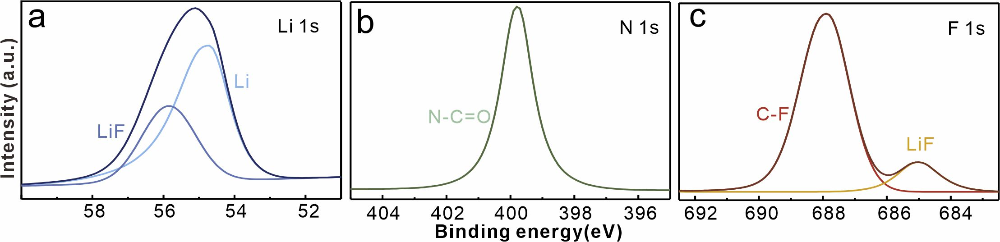 a
Li 1s
Li
LiF
58 56 54 52
b
N 1s
N-C=O
404 402 400 398 396
c
F 1s
C-F
LiF
692 690 688 686 684
Intensity (a.u.)
Binding energy(eV)